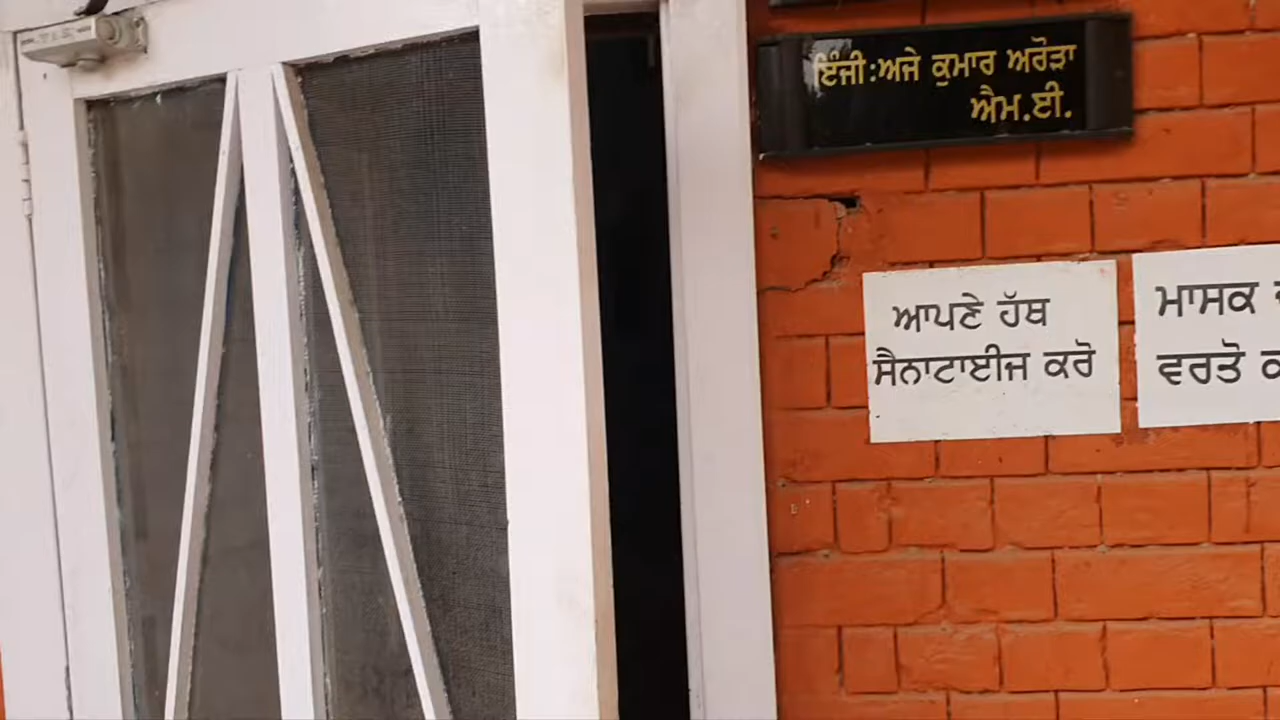 ਇੰਜੀ:ਅਜੇ ਕੁਮਾਰ ਅਰੋੜਾ
ਐਮ.ਈ.
ਆਪਣੇ ਹੱਥ
ਸੈਨਾਟਾਈਜ ਕਰੋ
ਮਾਸਕ
ਵਰਤੋ